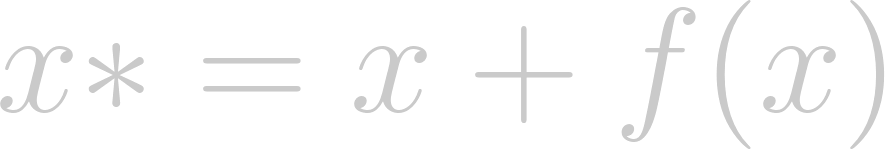 x* = x + f(x)